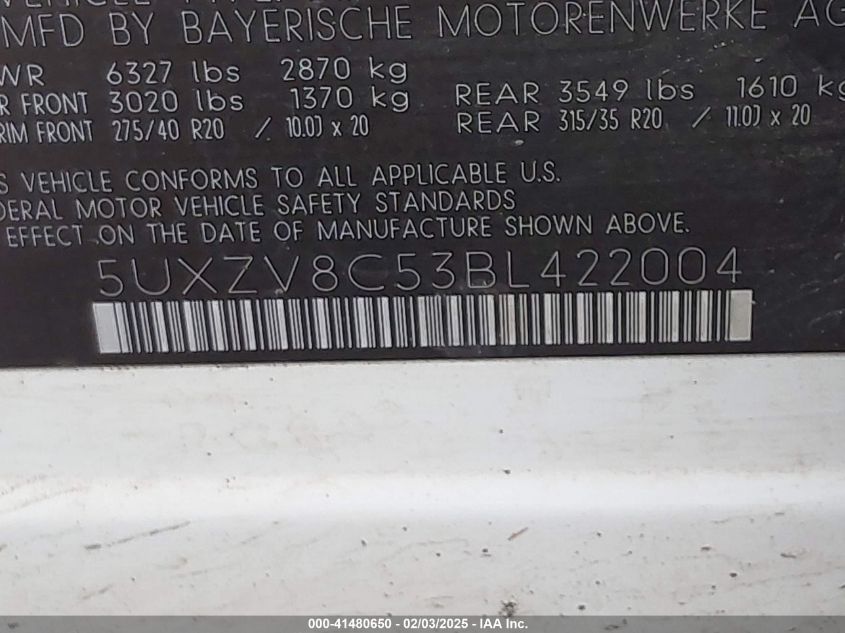 MFD BY BAYERISCHE MOTORENWERKE AG
WR 6327 lbs 2870 kg
R FRONT 3020 lbs 1370 kg REAR 3549 lbs 1610 kg
RIM FRONT 275/40 R20 / 10.0J x 20 REAR 315/35 R20 / 11.0J x 20
S VEHICLE CONFORMS TO ALL APPLICABLE U.S.
DERAL MOTOR VEHICLE SAFETY STANDARDS
EFFECT ON THE DATE OF MANUFACTURE SHOWN ABOVE.
5UXZV8C53BL422004
000-41480650 - 02/03/2025 - IAA Inc.